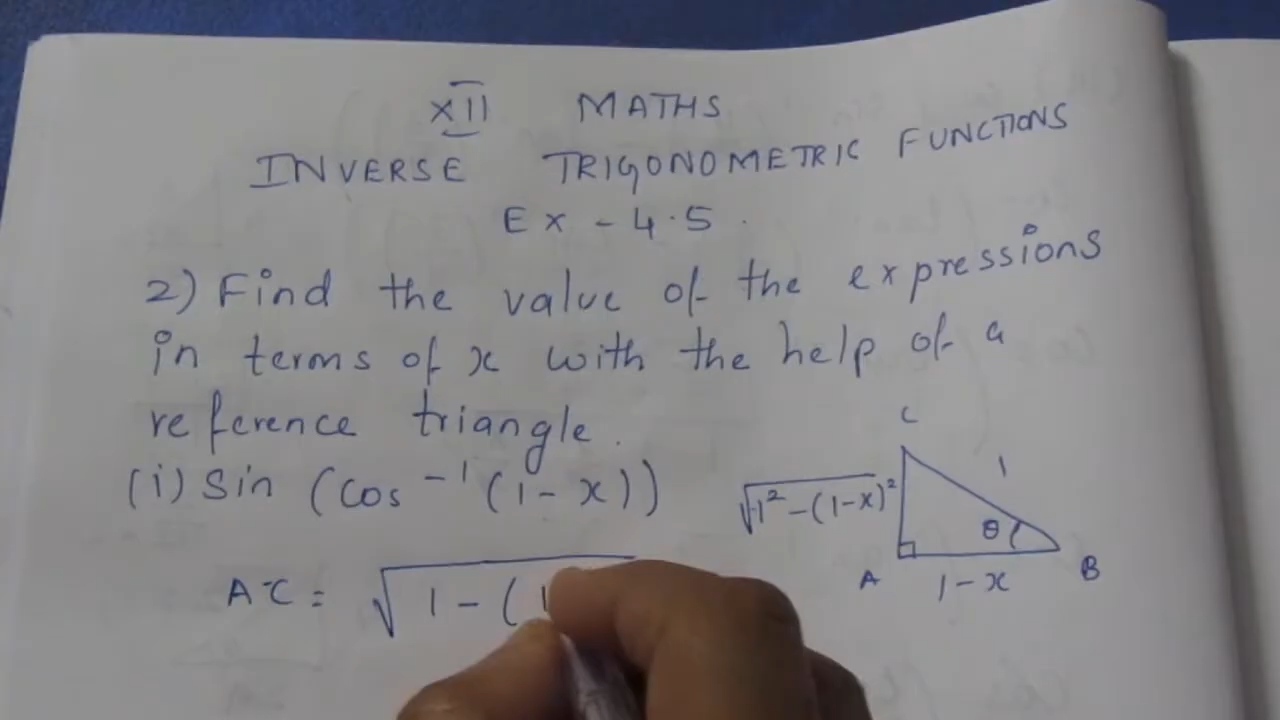 XII MATHS
INVERSE TRIGONOMETRIC FUNCTIONS
Ex - 4.5
2) Find the value of the expressions
in terms of x with the help of a
reference triangle.
(i) Sin (cos⁻¹(1-x))
C
1
√1²-(1-x)²
θ
A
1-x
B
AC = √1-(1